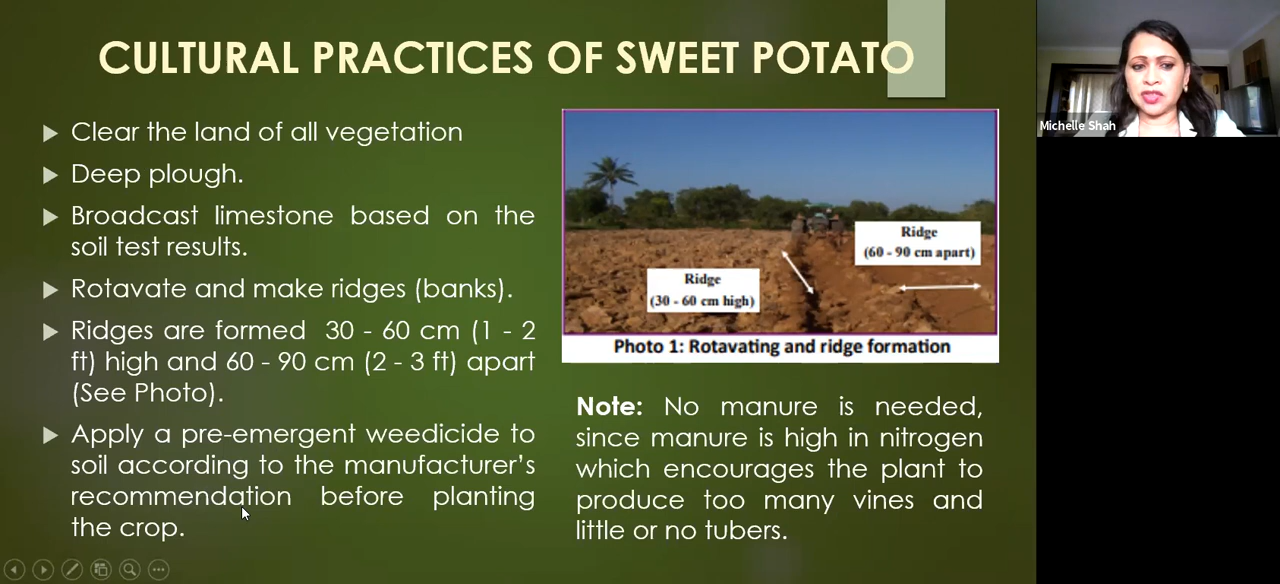 CULTURAL PRACTICES OF SWEET POTATO
Clear the land of all vegetation
Deep plough.
Broadcast limestone based on the
soil test results.
Rotavate and make ridges (banks).
Ridges are formed 30 - 60 cm (1 - 2
ft) high and 60 - 90 cm (2 - 3 ft) apart
(See Photo).
Apply a pre-emergent weedicide to
soil according to the manufacturer's
recommendation before planting
the crop.
Ridge
(60 - 90 cm apart)
Ridge
(30 - 60 cm high)
Photo 1: Rotavating and ridge formation
Note: No manure is needed,
since manure is high in nitrogen
which encourages the plant to
produce too many vines and
little or no tubers.
Michelle Shah